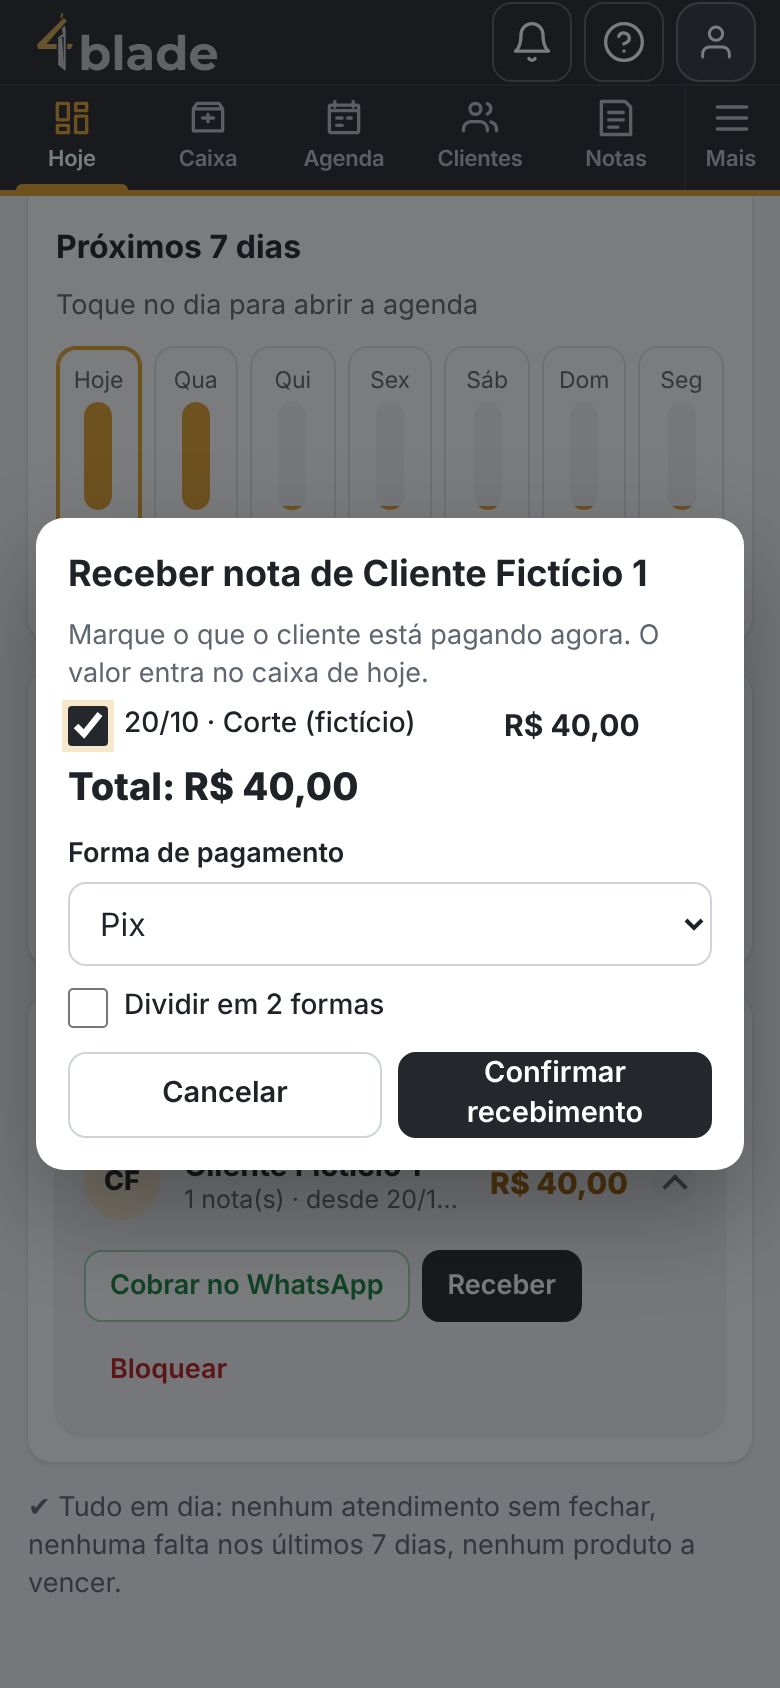 4blade
Hoje
Caixa
Agenda
Clientes
Notas
Mais
Próximos 7 dias
Toque no dia para abrir a agenda
Hoje
Qua
Qui
Sex
Sáb
Dom
Seg
Receber nota de Cliente Fictício 1
Marque o que o cliente está pagando agora. O
valor entra no caixa de hoje.
20/10 · Corte (fictício)
R$ 40,00
Total: R$ 40,00
Forma de pagamento
Pix
Dividir em 2 formas
Cancelar
Confirmar
recebimento
CF
Cliente Fictício 1
1 nota(s) · desde 20/1...
R$ 40,00
Cobrar no WhatsApp
Receber
Bloquear
✔ Tudo em dia: nenhum atendimento sem fechar,
nenhuma falta nos últimos 7 dias, nenhum produto a
vencer.